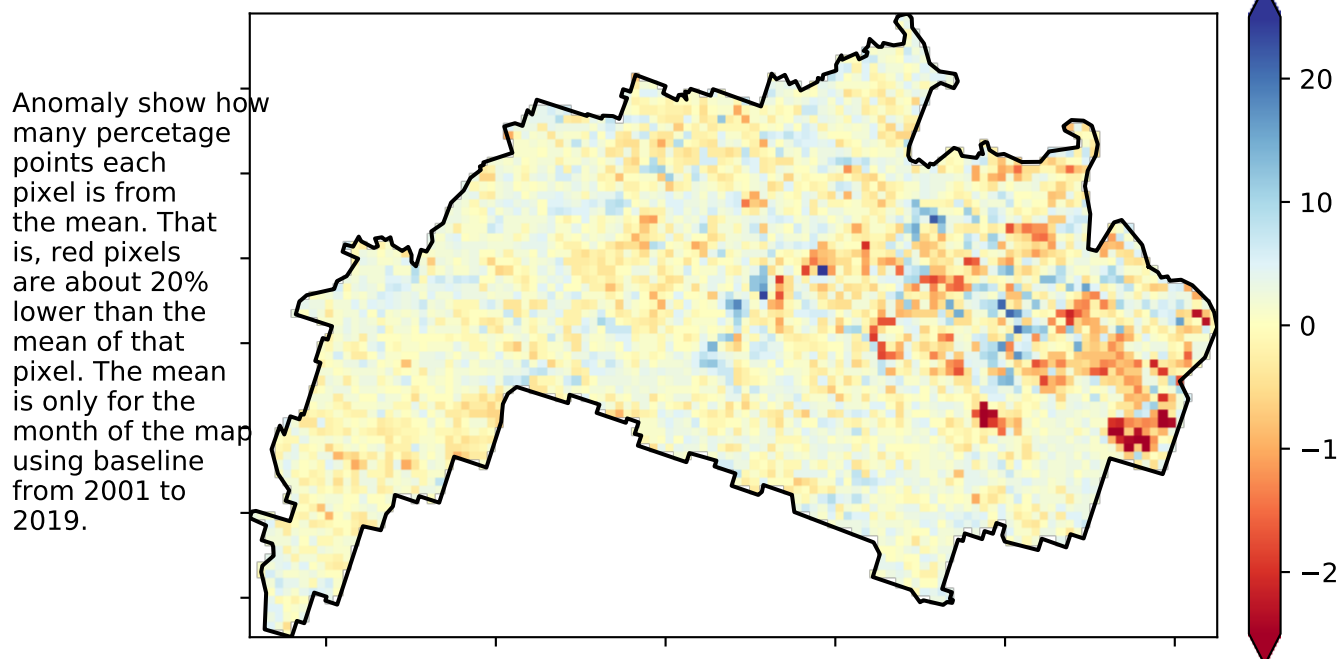 Anomaly show how
many percetage
points each
pixel is from
the mean. That
is, red pixels
are about 20%
lower than the
mean of that
pixel. The mean
is only for the
month of the map
using baseline
from 2001 to
2019.
20
10
0
−1
−2